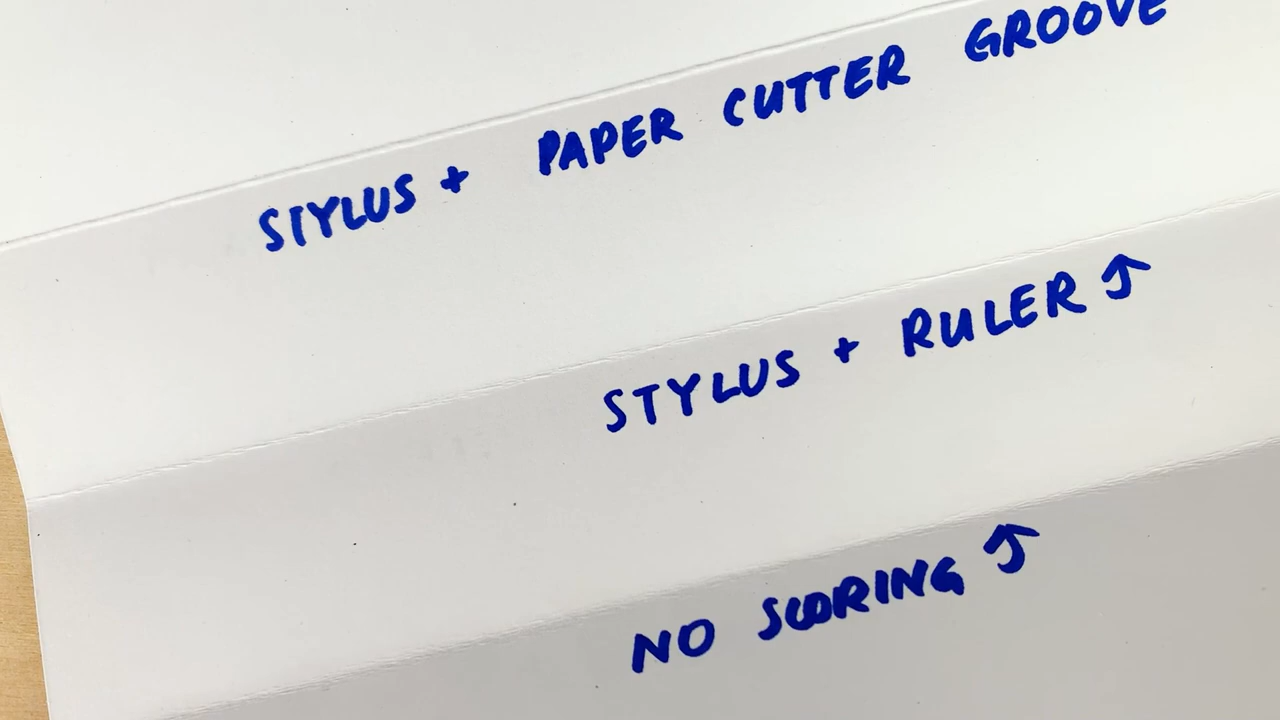 STYLUS + PAPER CUTTER GROOVE
STYLUS + RULER ↑
NO SCORING ↑